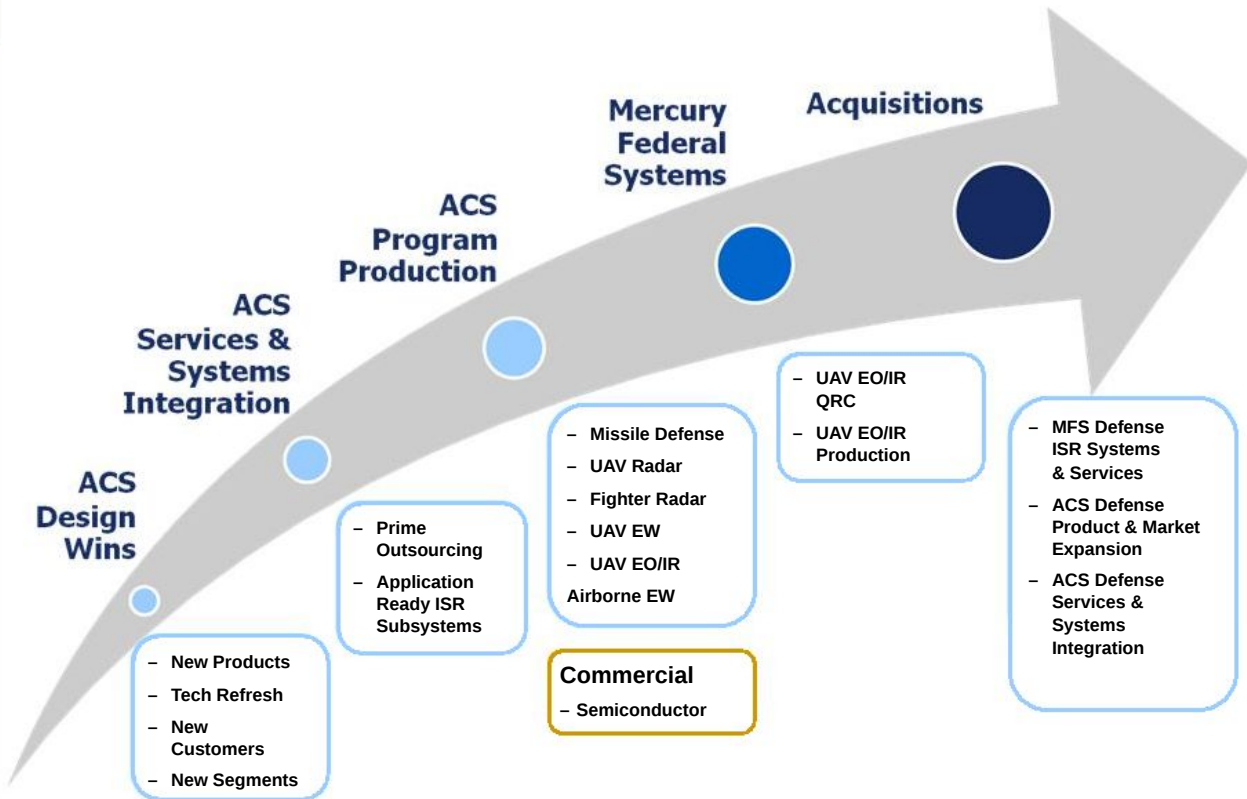 ACS
Design
Wins
– New Products
– Tech Refresh
– New
Customers
– New Segments
ACS
Services &
Systems
Integration
– Prime
Outsourcing
– Application
Ready ISR
Subsystems
ACS
Program
Production
– Missile Defense
– UAV Radar
– Fighter Radar
– UAV EW
– UAV EO/IR
Airborne EW
Commercial
– Semiconductor
Mercury
Federal
Systems
– UAV EO/IR
QRC
– UAV EO/IR
Production
Acquisitions
– MFS Defense
ISR Systems
& Services
– ACS Defense
Product & Market
Expansion
– ACS Defense
Services &
Systems
Integration